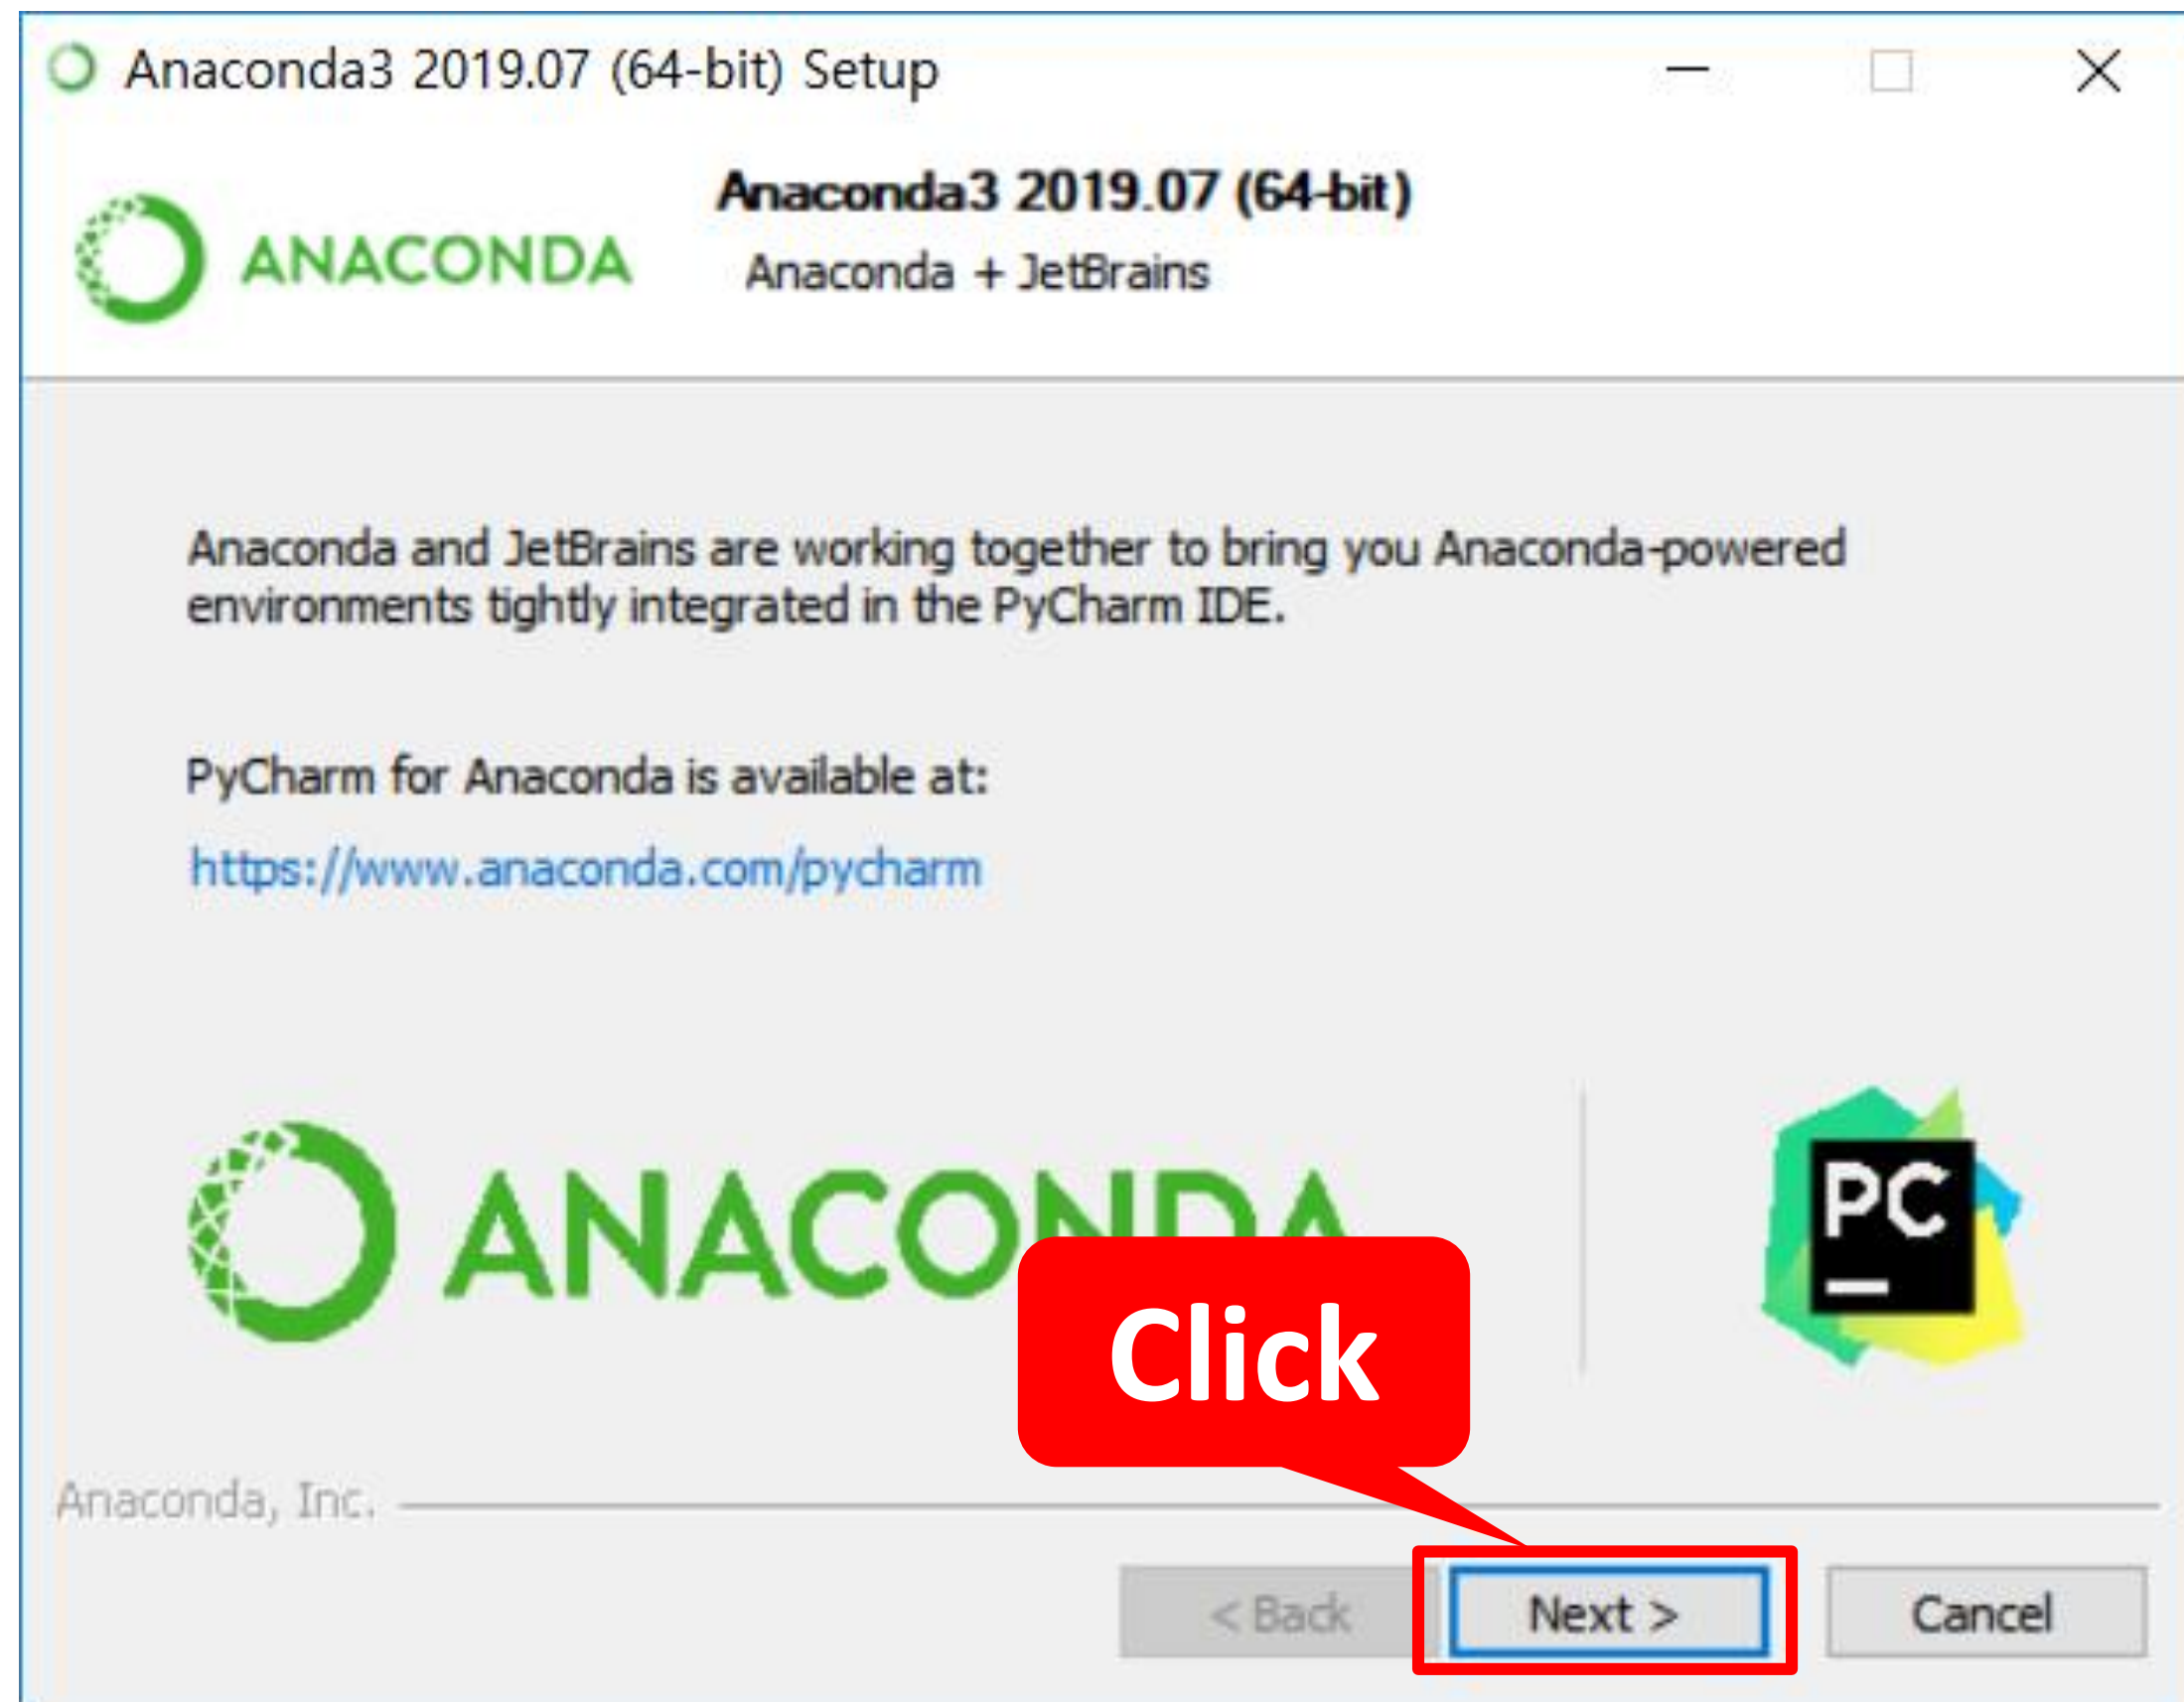 Anaconda3 2019.07 (64-bit) Setup
ANACONDA
Anaconda3 2019.07 (64-bit)
Anaconda + JetBrains
Anaconda and JetBrains are working together to bring you Anaconda-powered
environments tightly integrated in the PyCharm IDE.
PyCharm for Anaconda is available at:
https://www.anaconda.com/pycharm
ANACONDA
PC
Click
Anaconda, Inc.
< Back
Next >
Cancel